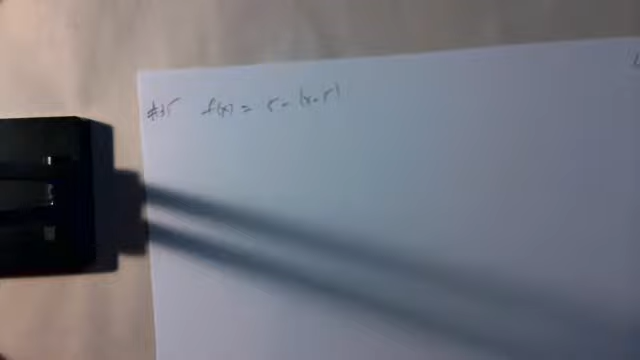 #35 f(x) = 5 - |x-5|